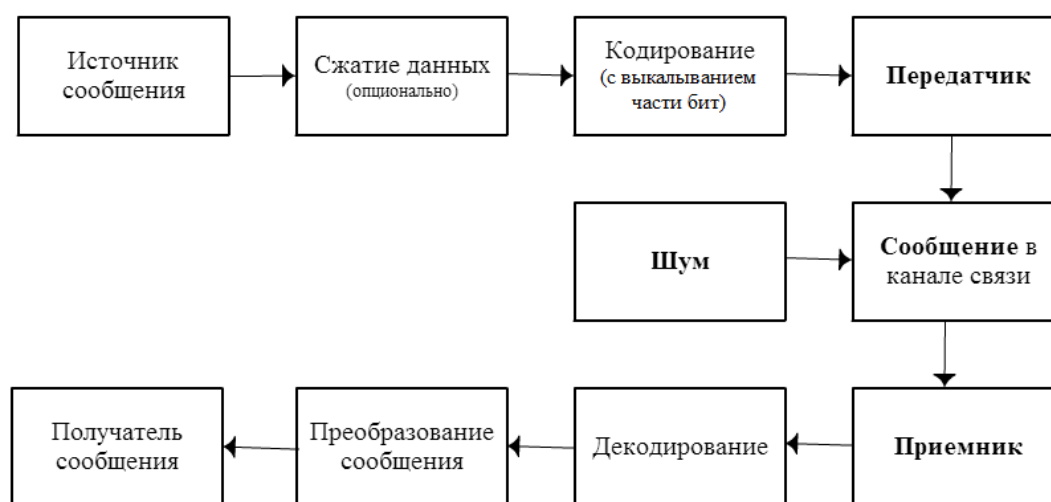 Источник
сообщения
Сжатие данных
(опционально)
Кодирование
(с выкалыванием
части бит)
Передатчик
Шум
Сообщение в
канале связи
Получатель
сообщения
Преобразование
сообщения
Декодирование
Приемник